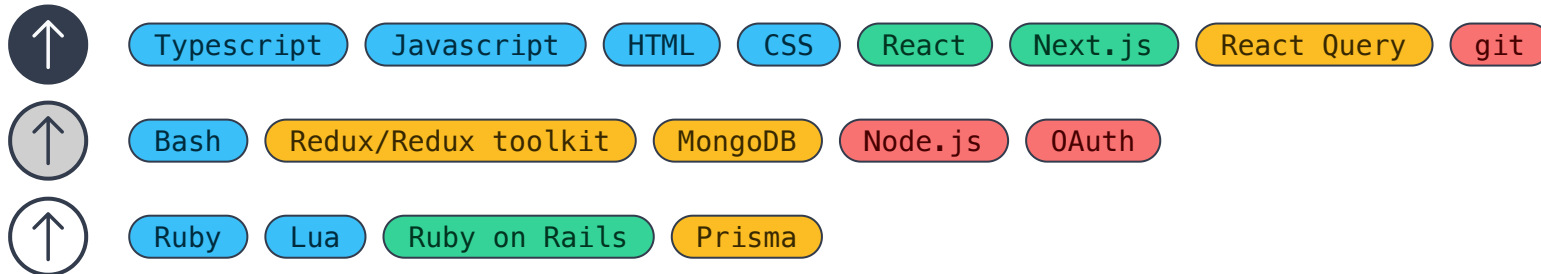 Typescript Javascript HTML CSS React Next.js React Query git
Bash Redux/Redux toolkit MongoDB Node.js OAuth
Ruby Lua Ruby on Rails Prisma